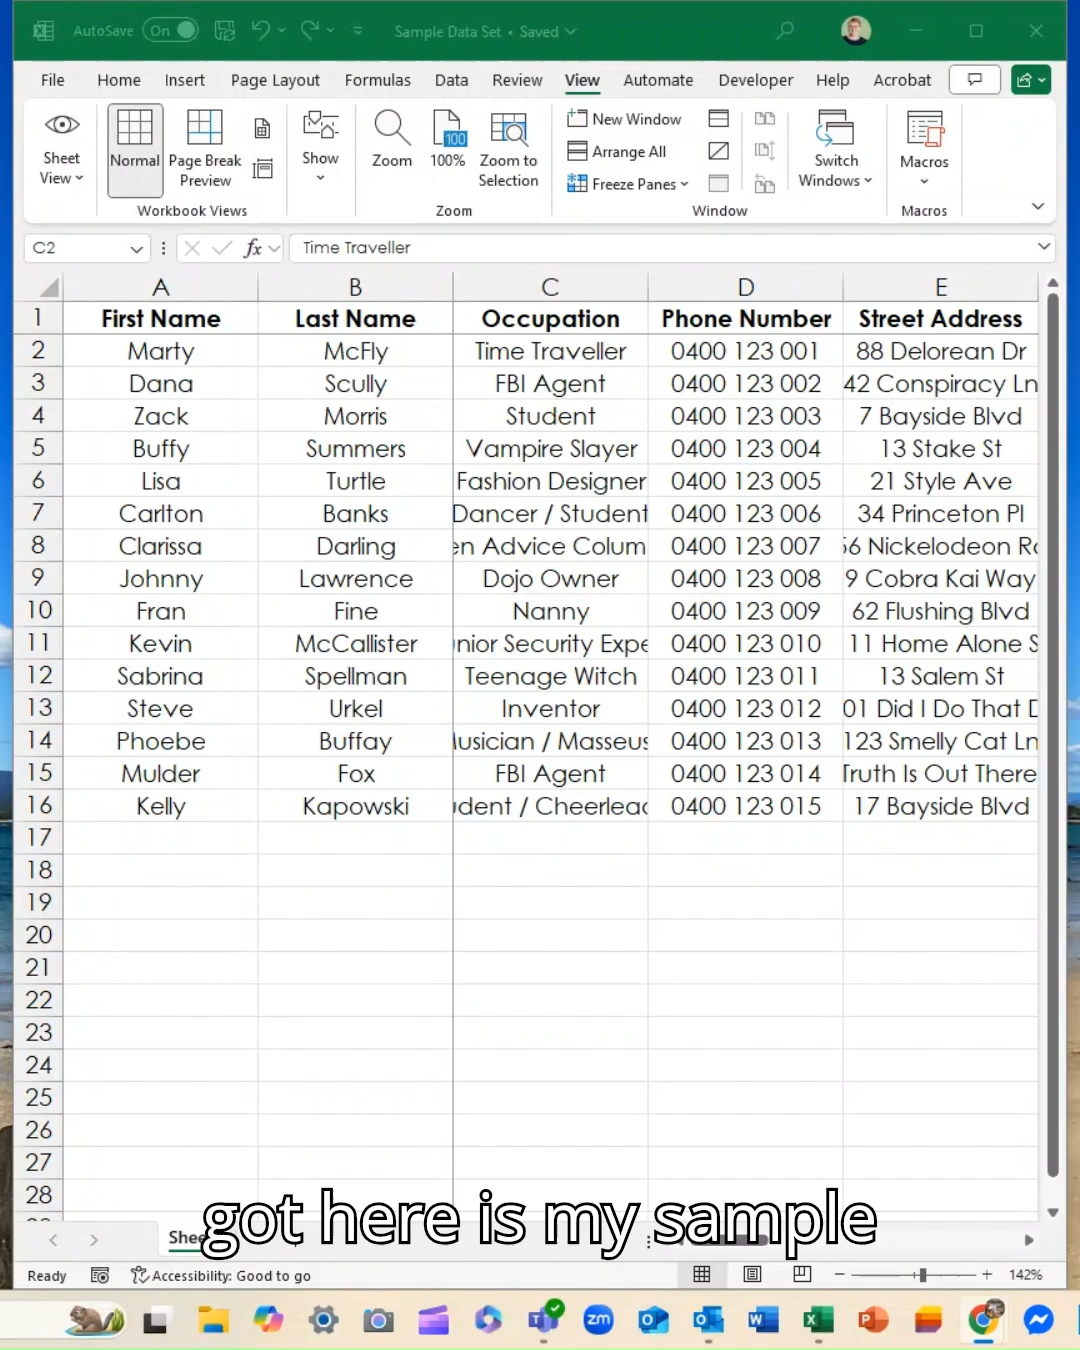 AutoSave On Sample Data Set • Saved
File Home Insert Page Layout Formulas Data Review View Automate Developer Help Acrobat
Sheet View
Normal
Page Break Preview
Show
Zoom
100
100%
Zoom to Selection
New Window
Arrange All
Freeze Panes
Switch Windows
Macros
Workbook Views Zoom Window Macros
C2 fx Time Traveller
A B C D E
1 First Name Last Name Occupation Phone Number Street Address
2 Marty McFly Time Traveller 0400 123 001 88 Delorean Dr
3 Dana Scully FBI Agent 0400 123 002 42 Conspiracy Ln
4 Zack Morris Student 0400 123 003 7 Bayside Blvd
5 Buffy Summers Vampire Slayer 0400 123 004 13 Stake St
6 Lisa Turtle Fashion Designer 0400 123 005 21 Style Ave
7 Carlton Banks Dancer / Student 0400 123 006 34 Princeton Pl
8 Clarissa Darling en Advice Colum 0400 123 007 56 Nickelodeon R
9 Johnny Lawrence Dojo Owner 0400 123 008 9 Cobra Kai Way
10 Fran Fine Nanny 0400 123 009 62 Flushing Blvd
11 Kevin McCallister nior Security Expe 0400 123 010 11 Home Alone S
12 Sabrina Spellman Teenage Witch 0400 123 011 13 Salem St
13 Steve Urkel Inventor 0400 123 012 01 Did I Do That D
14 Phoebe Buffay usician / Masseus 0400 123 013 123 Smelly Cat Ln
15 Mulder Fox FBI Agent 0400 123 014 Truth Is Out There
16 Kelly Kapowski dent / Cheerlead 0400 123 015 17 Bayside Blvd
17
18
19
20
21
22
23
24
25
26
27
28
got here is my sample
Shee
Ready Accessibility: Good to go 142%
zm